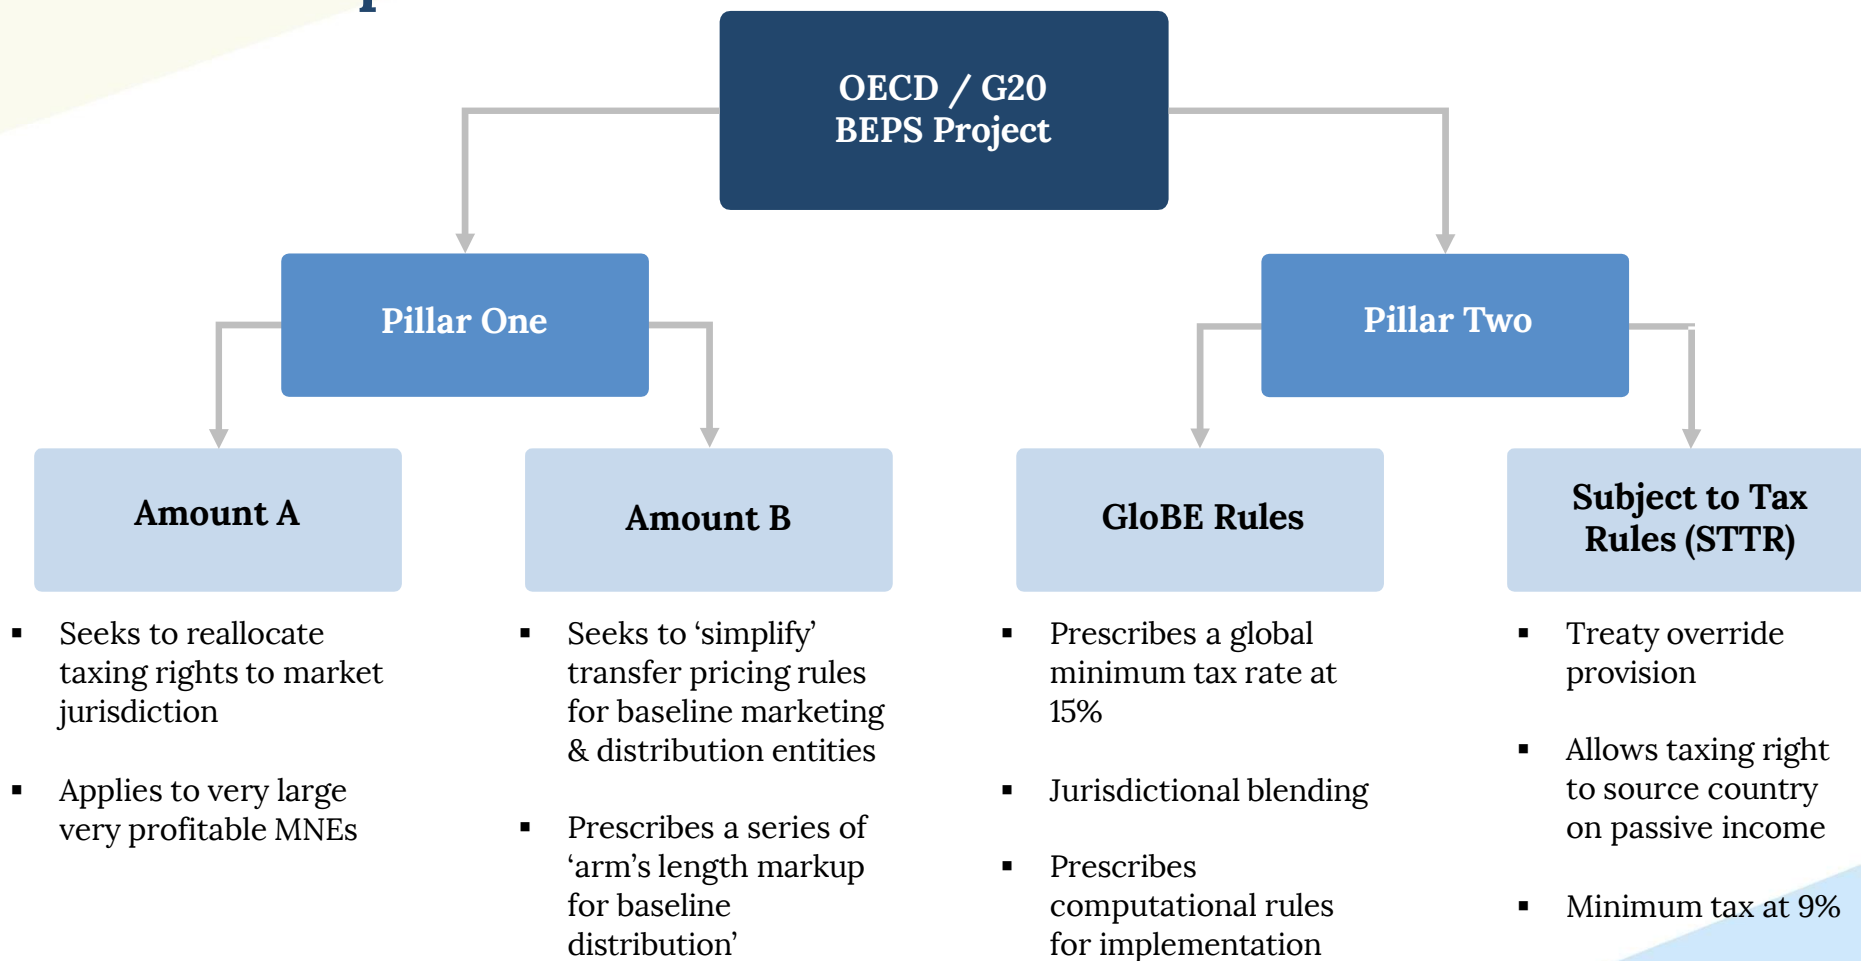 OECD / G20
BEPS Project
Pillar One
Pillar Two
Amount A
Amount B
GloBE Rules
Subject to Tax
Rules (STTR)
▪ Seeks to reallocate
taxing rights to market
jurisdiction
▪ Applies to very large
very profitable MNEs
▪ Seeks to ‘simplify’
transfer pricing rules
for baseline marketing
& distribution entities
▪ Prescribes a series of
‘arm’s length markup
for baseline
distribution’
▪ Prescribes a global
minimum tax rate at
15%
▪ Jurisdictional blending
▪ Prescribes
computational rules
for implementation
▪ Treaty override
provision
▪ Allows taxing right
to source country
on passive income
▪ Minimum tax at 9%